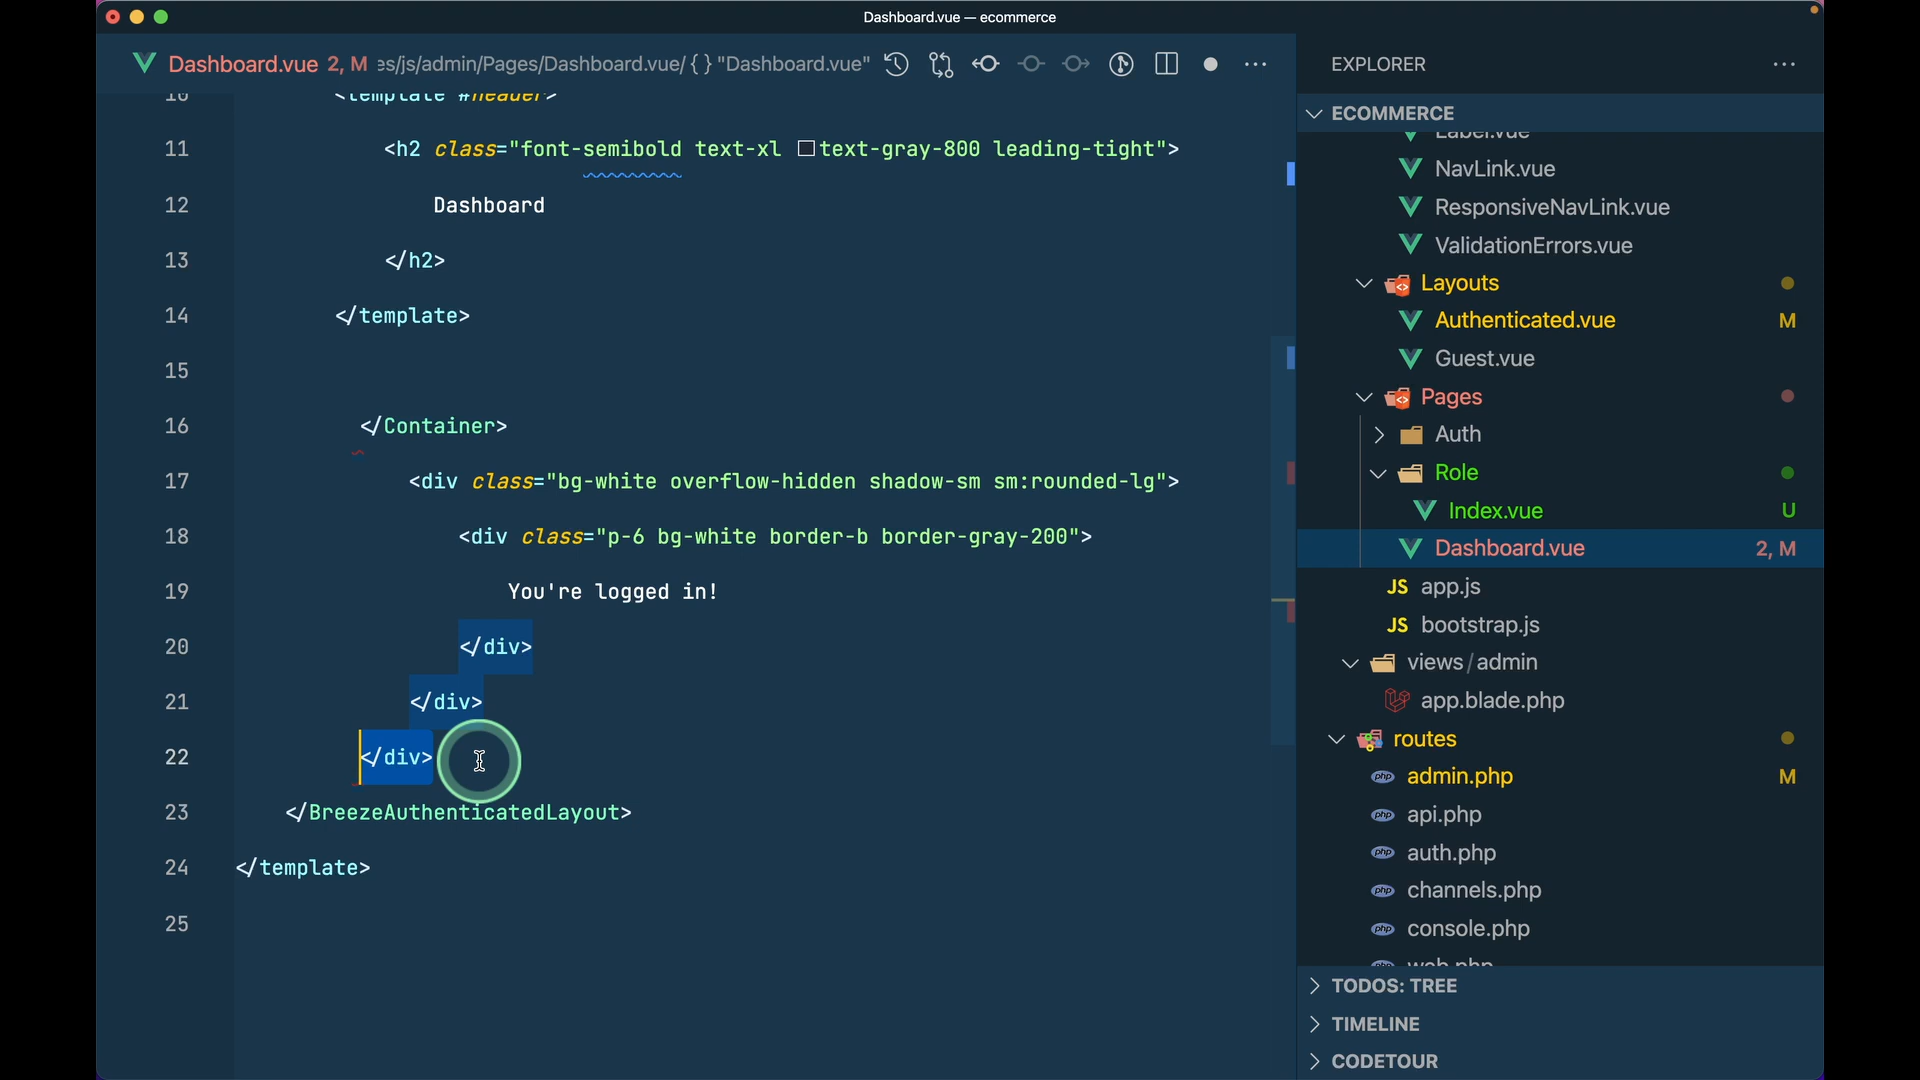 Dashboard.vue — ecommerce
Dashboard.vue 2, M es/js/admin/Pages/Dashboard.vue/ { } "Dashboard.vue"
10 <template #header>
11 <h2 class="font-semibold text-xl text-gray-800 leading-tight">
12 Dashboard
13 </h2>
14 </template>
15
16 </Container>
17 <div class="bg-white overflow-hidden shadow-sm sm:rounded-lg">
18 <div class="p-6 bg-white border-b border-gray-200">
19 You're logged in!
20 </div>
21 </div>
22 </div>
23 </BreezeAuthenticatedLayout>
24 </template>
25
EXPLORER
ECOMMERCE
Label.vue
NavLink.vue
ResponsiveNavLink.vue
ValidationErrors.vue
Layouts
Authenticated.vue M
Guest.vue
Pages
Auth
Role
Index.vue U
Dashboard.vue 2, M
JS app.js
JS bootstrap.js
views/admin
app.blade.php
routes
php admin.php M
php api.php
php auth.php
php channels.php
php console.php
php web.php
TODOS: TREE
TIMELINE
CODETOUR